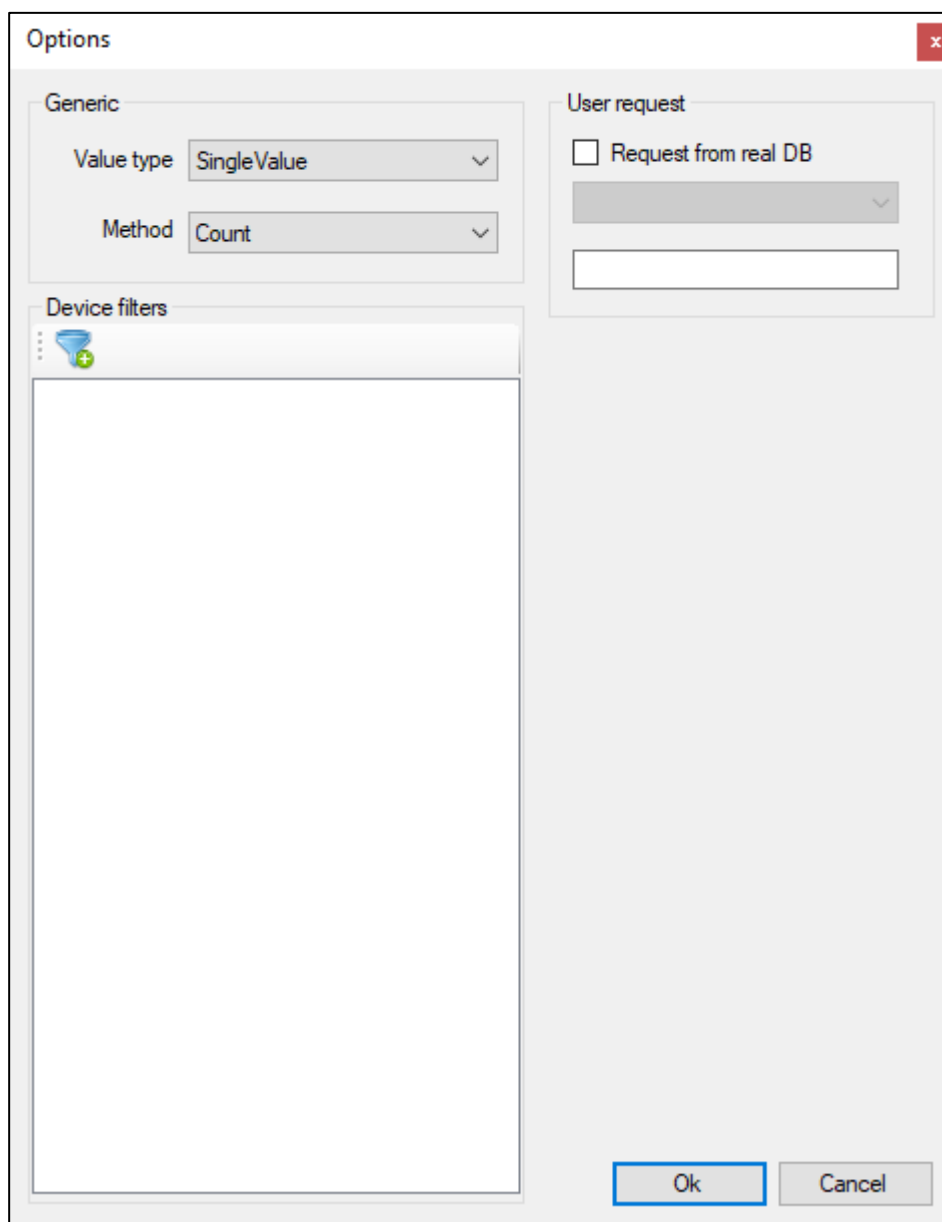 Options
x
Generic
Value type SingleValue
Method Count
User request
Request from real DB
Device filters
Ok Cancel